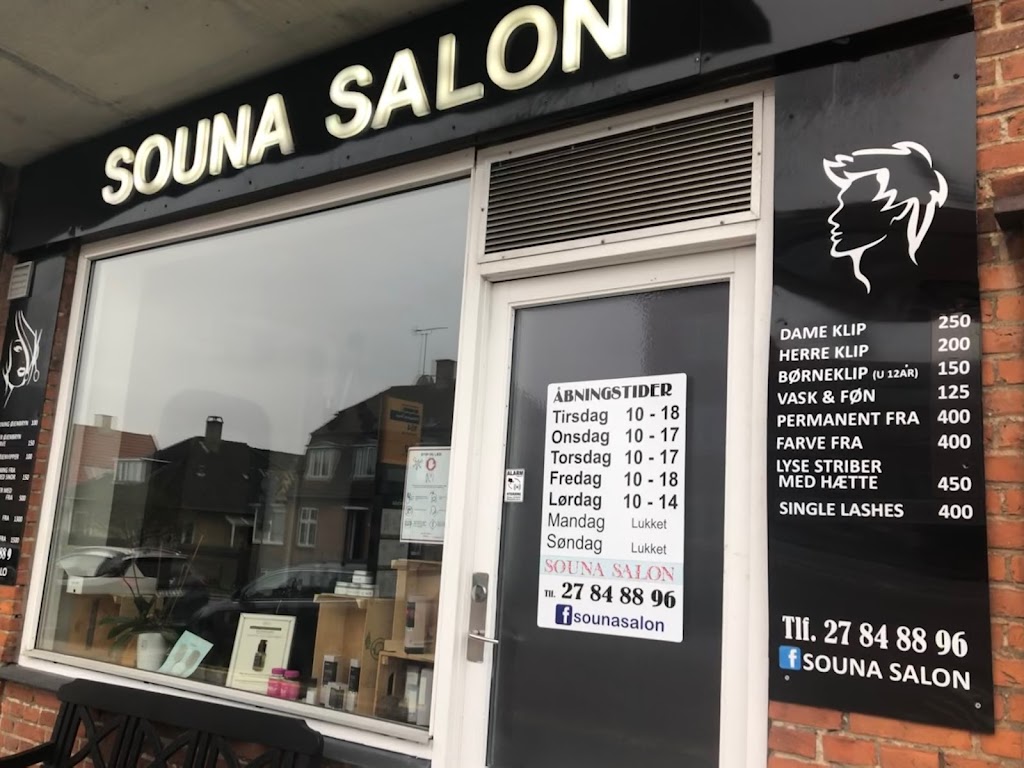 SOUNA SALON
ÅBNINGSTIDER
Tirsdag 10 - 18
Onsdag 10 - 17
Torsdag 10 - 17
Fredag 10 - 18
Lørdag 10 - 14
Mandag Lukket
Søndag Lukket
SOUNA SALON
Tlf. 27 84 88 96
f sounasalon
ALARM
DAME KLIP 250
HERRE KLIP 200
BØRNEKLIP (U 12ÅR) 150
VASK & FØN 125
PERMANENT FRA 400
FARVE FRA 400
LYSE STRIBER
MED HÆTTE 450
SINGLE LASHES 400
Tlf. 27 84 88 96
f SOUNA SALON